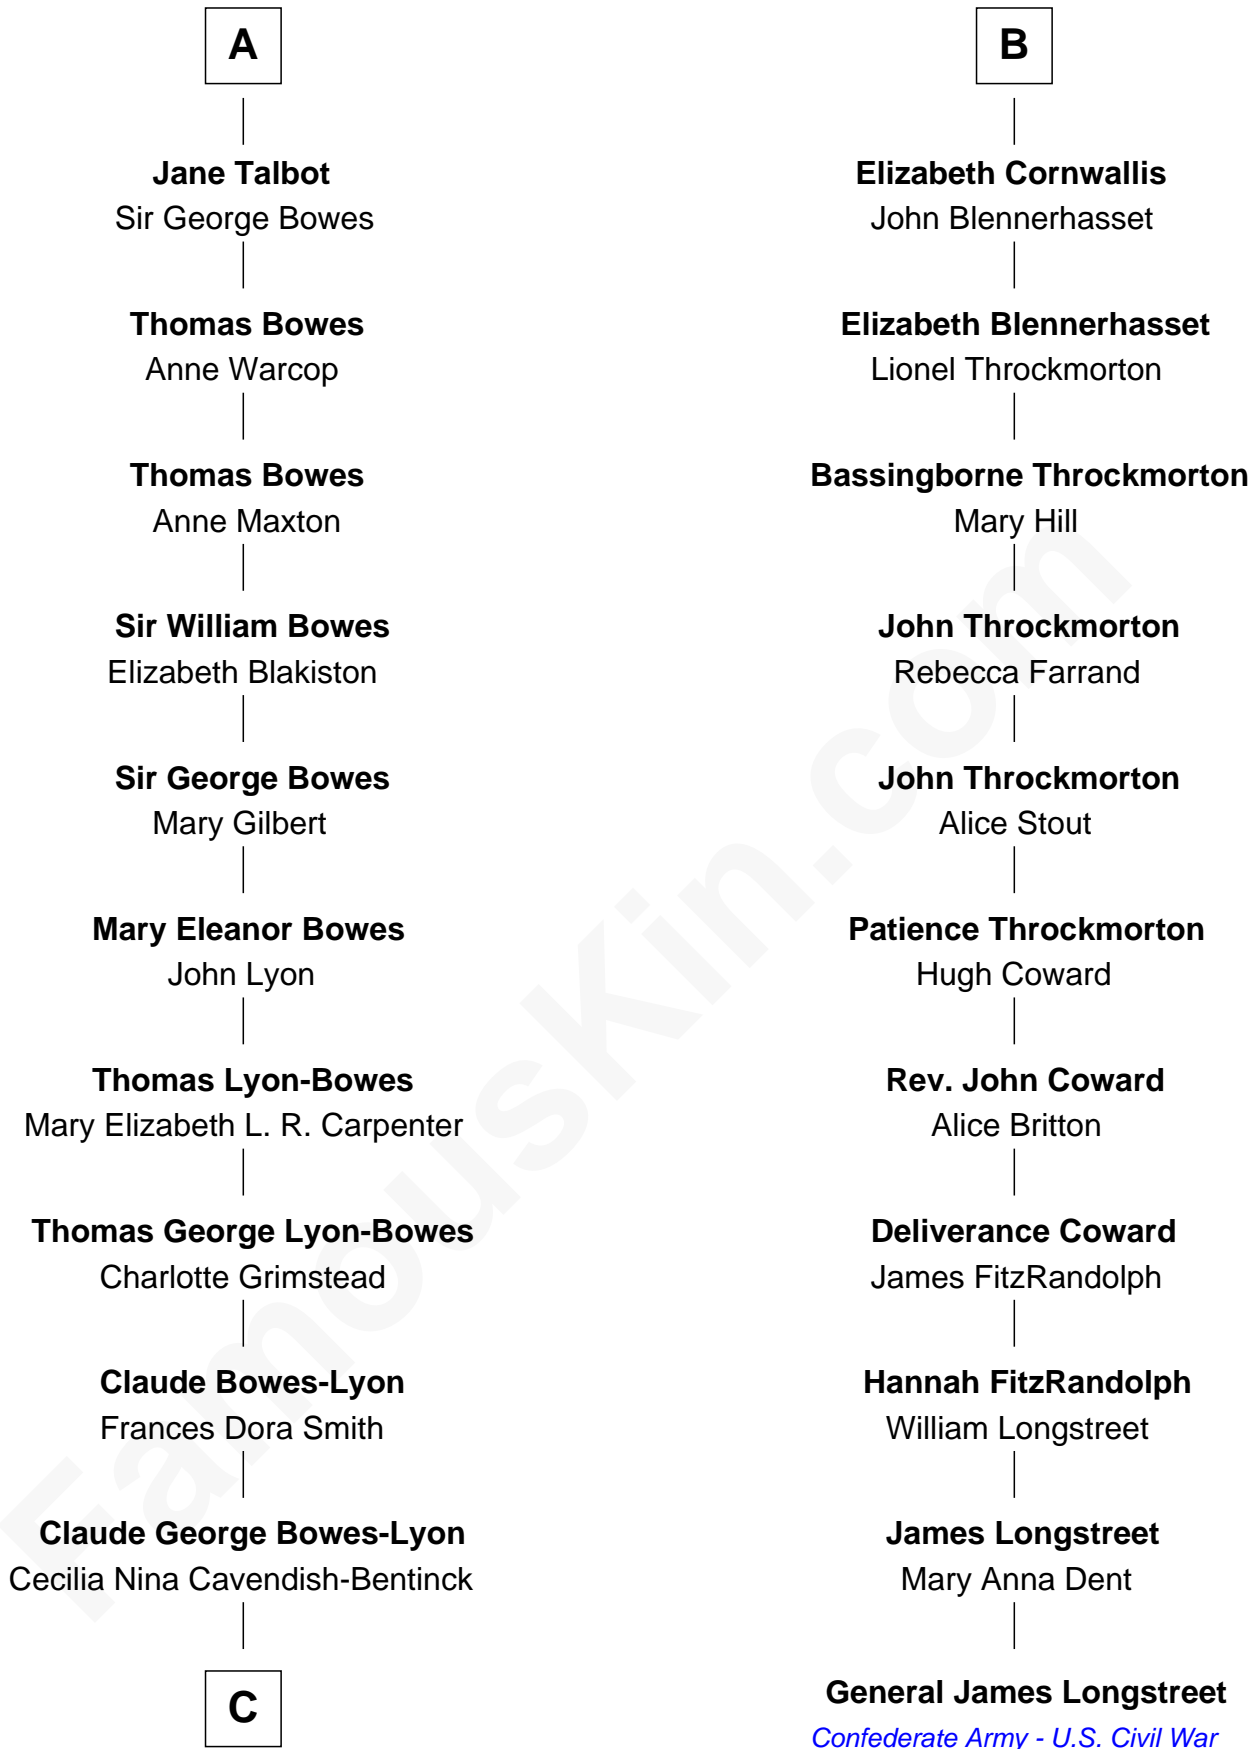 A
Jane Talbot
Sir George Bowes
Thomas Bowes
Anne Warcop
Thomas Bowes
Anne Maxton
Sir William Bowes
Elizabeth Blakiston
Sir George Bowes
Mary Gilbert
Mary Eleanor Bowes
John Lyon
Thomas Lyon-Bowes
Mary Elizabeth L. R. Carpenter
Thomas George Lyon-Bowes
Charlotte Grimstead
Claude Bowes-Lyon
Frances Dora Smith
Claude George Bowes-Lyon
Cecilia Nina Cavendish-Bentinck
C
B
Elizabeth Cornwallis
John Blennerhasset
Elizabeth Blennerhasset
Lionel Throckmorton
Bassingborne Throckmorton
Mary Hill
John Throckmorton
Rebecca Farrand
John Throckmorton
Alice Stout
Patience Throckmorton
Hugh Coward
Rev. John Coward
Alice Britton
Deliverance Coward
James FitzRandolph
Hannah FitzRandolph
William Longstreet
James Longstreet
Mary Anna Dent
General James Longstreet
Confederate Army - U.S. Civil War
FamousKin.com